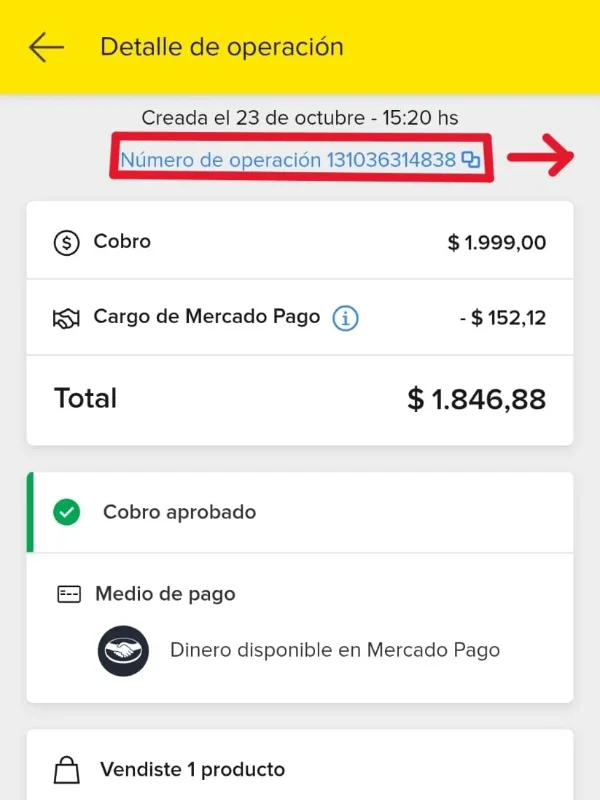 Detalle de operación
Creada el 23 de octubre - 15:20 hs
Número de operación 131036314838
Cobro $ 1.999,00
Cargo de Mercado Pago - $ 152,12
Total $ 1.846,88
Cobro aprobado
Medio de pago
Dinero disponible en Mercado Pago
Vendiste 1 producto